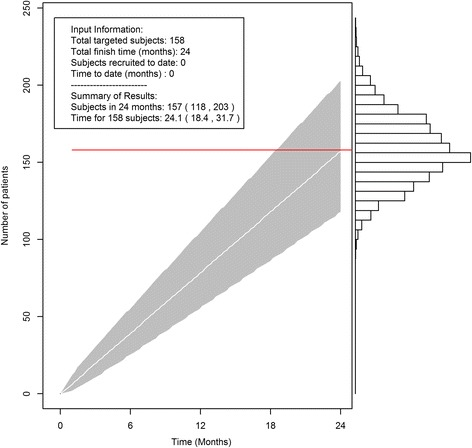 Input Information:
Total targeted subjects: 158
Total finish time (months): 24
Subjects recruited to date: 0
Time to date (months) : 0
------------------------
Summary of Results:
Subjects in 24 months: 157 ( 118 , 203 )
Time for 158 subjects: 24.1 ( 18.4 , 31.7 )
Number of patients
250
200
150
100
50
0
0 6 12 18 24
Time (Months)